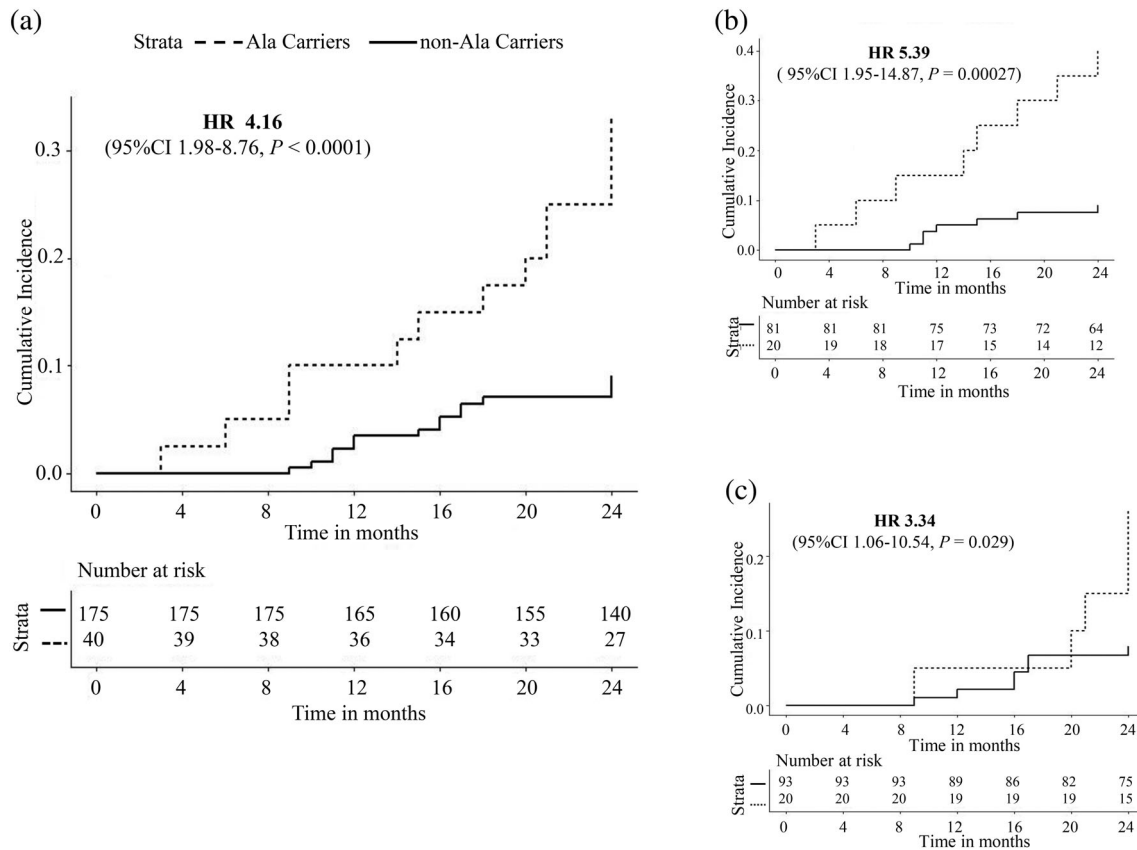 (a)
Strata Ala Carriers non-Ala Carriers
HR 4.16
(95%CI 1.98-8.76, P < 0.0001)
Cumulative Incidence
0.3
0.2
0.1
0.0
0 4 8 12 16 20 24
Time in months
Number at risk
Strata
175 175 175 165 160 155 140
40 39 38 36 34 33 27
0 4 8 12 16 20 24
Time in months
(b)
HR 5.39
( 95%CI 1.95-14.87, P = 0.00027)
Cumulative Incidence
0.4
0.3
0.2
0.1
0.0
0 4 8 12 16 20 24
Time in months
Number at risk
Strata
81 81 81 75 73 72 64
20 19 18 17 15 14 12
0 4 8 12 16 20 24
Time in months
(c)
HR 3.34
(95%CI 1.06-10.54, P = 0.029)
Cumulative Incidence
0.2
0.1
0.0
0 4 8 12 16 20 24
Time in months
Number at risk
Strata
93 93 93 89 86 82 75
20 20 20 19 19 19 15
0 4 8 12 16 20 24
Time in months